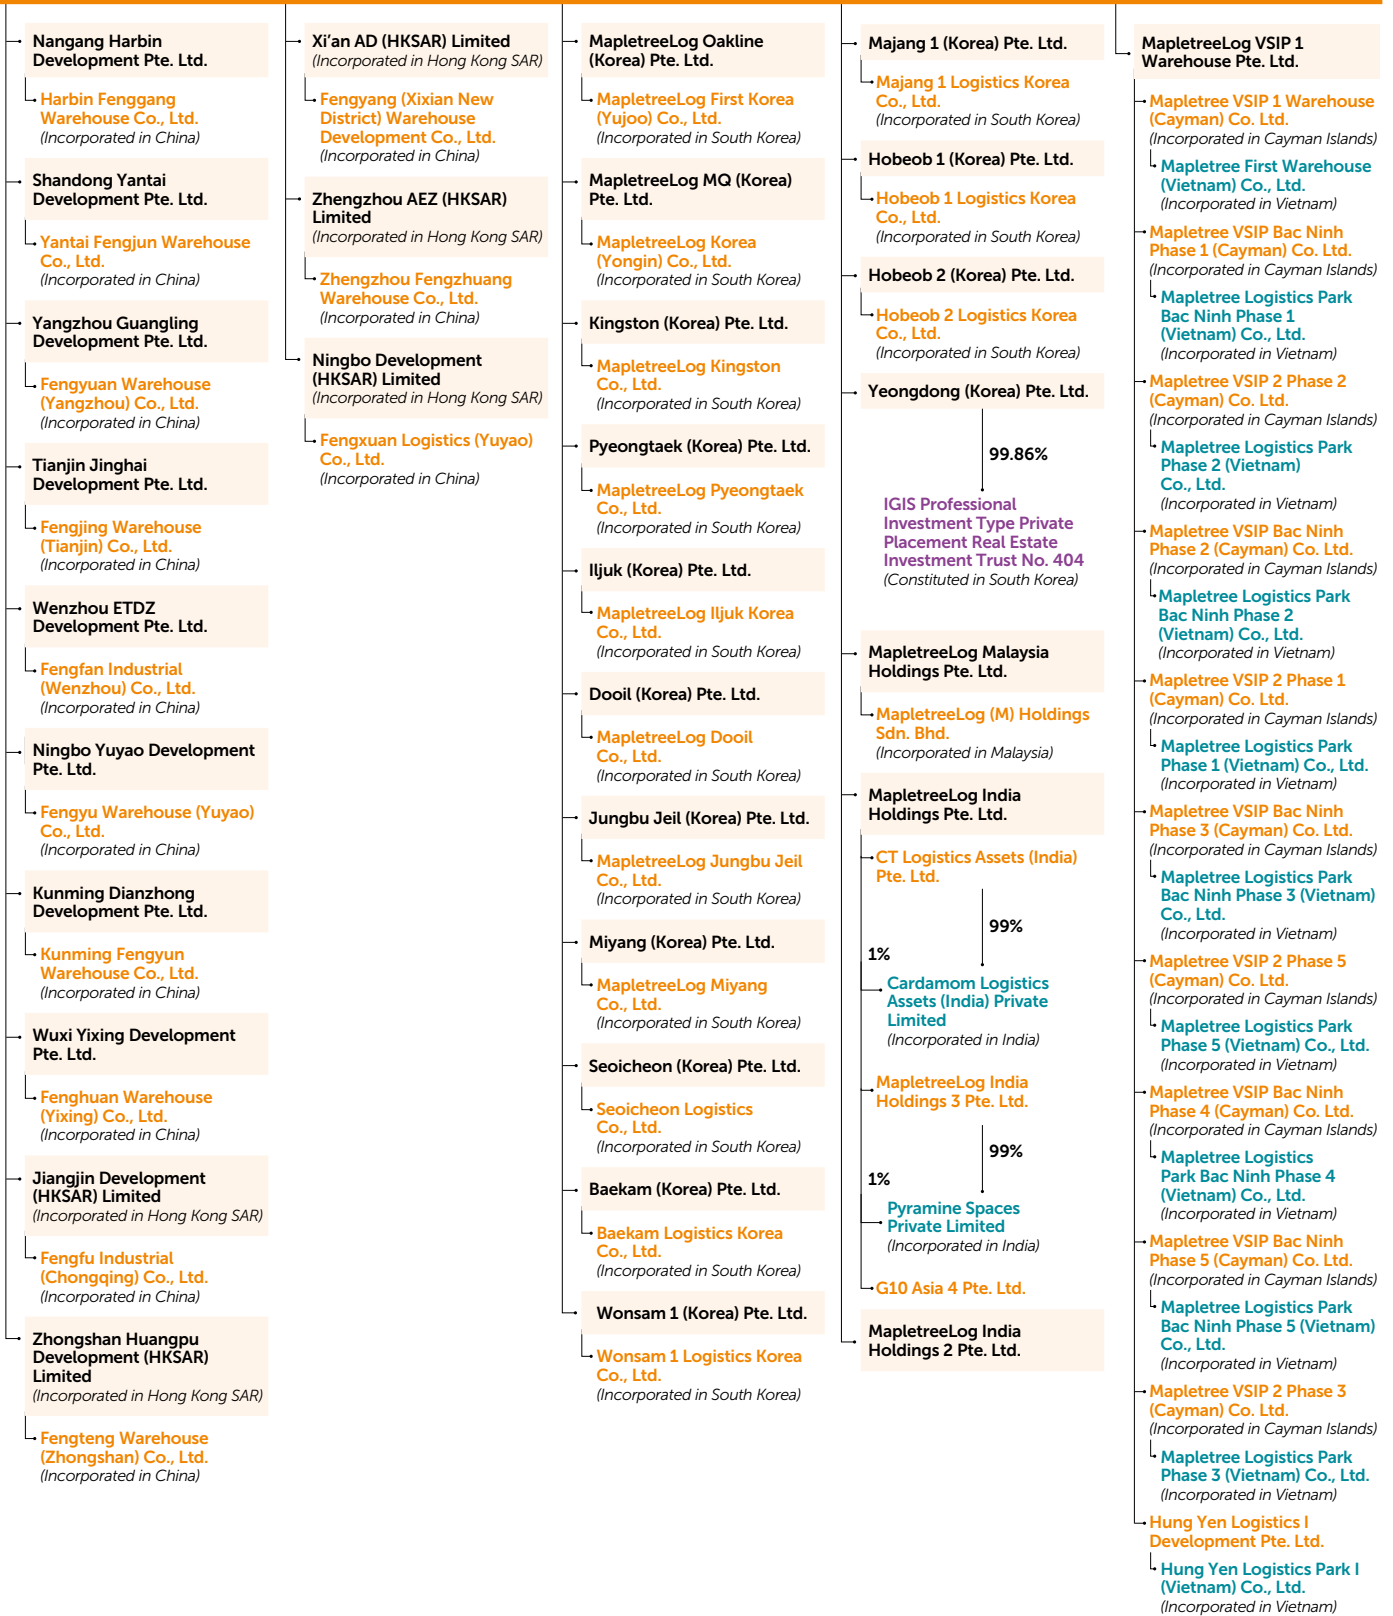 Nangang Harbin
Development Pte. Ltd.
Harbin Fenggang
Warehouse Co., Ltd.
(Incorporated in China)
Shandong Yantai
Development Pte. Ltd.
Yantai Fengjun Warehouse
Co., Ltd.
(Incorporated in China)
Yangzhou Guangling
Development Pte. Ltd.
Fengyuan Warehouse
(Yangzhou) Co., Ltd.
(Incorporated in China)
Tianjin Jinghai
Development Pte. Ltd.
Fengjing Warehouse
(Tianjin) Co., Ltd.
(Incorporated in China)
Wenzhou ETDZ
Development Pte. Ltd.
Fengfan Industrial
(Wenzhou) Co., Ltd.
(Incorporated in China)
Ningbo Yuyao Development
Pte. Ltd.
Fengyu Warehouse (Yuyao)
Co., Ltd.
(Incorporated in China)
Kunming Dianzhong
Development Pte. Ltd.
Kunming Fengyun
Warehouse Co., Ltd.
(Incorporated in China)
Wuxi Yixing Development
Pte. Ltd.
Fenghuan Warehouse
(Yixing) Co., Ltd.
(Incorporated in China)
Jiangjin Development
(HKSAR) Limited
(Incorporated in Hong Kong SAR)
Fengfu Industrial
(Chongqing) Co., Ltd.
(Incorporated in China)
Zhongshan Huangpu
Development (HKSAR)
Limited
(Incorporated in Hong Kong SAR)
Fengteng Warehouse
(Zhongshan) Co., Ltd.
(Incorporated in China)
Xi'an AD (HKSAR) Limited
(Incorporated in Hong Kong SAR)
Fengyang (Xixian New
District) Warehouse
Development Co., Ltd.
(Incorporated in China)
Zhengzhou AEZ (HKSAR)
Limited
(Incorporated in Hong Kong SAR)
Zhengzhou Fengzhuang
Warehouse Co., Ltd.
(Incorporated in China)
Ningbo Development
(HKSAR) Limited
(Incorporated in Hong Kong SAR)
Fengxuan Logistics (Yuyao)
Co., Ltd.
(Incorporated in China)
MapletreeLog Oakline
(Korea) Pte. Ltd.
MapletreeLog First Korea
(Yujoo) Co., Ltd.
(Incorporated in South Korea)
MapletreeLog MQ (Korea)
Pte. Ltd.
MapletreeLog Korea
(Yongin) Co., Ltd.
(Incorporated in South Korea)
Kingston (Korea) Pte. Ltd.
MapletreeLog Kingston
Co., Ltd.
(Incorporated in South Korea)
Pyeongtaek (Korea) Pte. Ltd.
MapletreeLog Pyeongtaek
Co., Ltd.
(Incorporated in South Korea)
Iljuk (Korea) Pte. Ltd.
MapletreeLog Iljuk Korea
Co., Ltd.
(Incorporated in South Korea)
Dooil (Korea) Pte. Ltd.
MapletreeLog Dooil
Co., Ltd.
(Incorporated in South Korea)
Jungbu Jeil (Korea) Pte. Ltd.
MapletreeLog Jungbu Jeil
Co., Ltd.
(Incorporated in South Korea)
Miyang (Korea) Pte. Ltd.
MapletreeLog Miyang
Co., Ltd.
(Incorporated in South Korea)
Seoicheon (Korea) Pte. Ltd.
Seoicheon Logistics
Co., Ltd.
(Incorporated in South Korea)
Baekam (Korea) Pte. Ltd.
Baekam Logistics Korea
Co., Ltd.
(Incorporated in South Korea)
Wonsam 1 (Korea) Pte. Ltd.
Wonsam 1 Logistics Korea
Co., Ltd.
(Incorporated in South Korea)
Majang 1 (Korea) Pte. Ltd.
Majang 1 Logistics Korea
Co., Ltd.
(Incorporated in South Korea)
Hobeob 1 (Korea) Pte. Ltd.
Hobeob 1 Logistics Korea
Co., Ltd.
(Incorporated in South Korea)
Hobeob 2 (Korea) Pte. Ltd.
Hobeob 2 Logistics Korea
Co., Ltd.
(Incorporated in South Korea)
Yeongdong (Korea) Pte. Ltd.
99.86%
IGIS Professional
Investment Type Private
Placement Real Estate
Investment Trust No. 404
(Constituted in South Korea)
MapletreeLog Malaysia
Holdings Pte. Ltd.
MapletreeLog (M) Holdings
Sdn. Bhd.
(Incorporated in Malaysia)
MapletreeLog India
Holdings Pte. Ltd.
CT Logistics Assets (India)
Pte. Ltd.
99%
1%
Cardamom Logistics
Assets (India) Private
Limited
(Incorporated in India)
MapletreeLog India
Holdings 3 Pte. Ltd.
99%
1%
Pyramine Spaces
Private Limited
(Incorporated in India)
G10 Asia 4 Pte. Ltd.
MapletreeLog India
Holdings 2 Pte. Ltd.
MapletreeLog VSIP 1
Warehouse Pte. Ltd.
Mapletree VSIP 1 Warehouse
(Cayman) Co. Ltd.
(Incorporated in Cayman Islands)
Mapletree First Warehouse
(Vietnam) Co., Ltd.
(Incorporated in Vietnam)
Mapletree VSIP Bac Ninh
Phase 1 (Cayman) Co. Ltd.
(Incorporated in Cayman Islands)
Mapletree Logistics Park
Bac Ninh Phase 1
(Vietnam) Co., Ltd.
(Incorporated in Vietnam)
Mapletree VSIP 2 Phase 2
(Cayman) Co. Ltd.
(Incorporated in Cayman Islands)
Mapletree Logistics Park
Phase 2 (Vietnam)
Co., Ltd.
(Incorporated in Vietnam)
Mapletree VSIP Bac Ninh
Phase 2 (Cayman) Co. Ltd.
(Incorporated in Cayman Islands)
Mapletree Logistics Park
Bac Ninh Phase 2
(Vietnam) Co., Ltd.
(Incorporated in Vietnam)
Mapletree VSIP 2 Phase 1
(Cayman) Co. Ltd.
(Incorporated in Cayman Islands)
Mapletree Logistics Park
Phase 1 (Vietnam) Co., Ltd.
(Incorporated in Vietnam)
Mapletree VSIP Bac Ninh
Phase 3 (Cayman) Co. Ltd.
(Incorporated in Cayman Islands)
Mapletree Logistics Park
Bac Ninh Phase 3 (Vietnam)
Co., Ltd.
(Incorporated in Vietnam)
Mapletree VSIP 2 Phase 5
(Cayman) Co. Ltd.
(Incorporated in Cayman Islands)
Mapletree Logistics Park
Phase 5 (Vietnam) Co., Ltd.
(Incorporated in Vietnam)
Mapletree VSIP Bac Ninh
Phase 4 (Cayman) Co. Ltd.
(Incorporated in Cayman Islands)
Mapletree Logistics
Park Bac Ninh Phase 4
(Vietnam) Co., Ltd.
(Incorporated in Vietnam)
Mapletree VSIP Bac Ninh
Phase 5 (Cayman) Co. Ltd.
(Incorporated in Cayman Islands)
Mapletree Logistics Park
Bac Ninh Phase 5 (Vietnam)
Co., Ltd.
(Incorporated in Vietnam)
Mapletree VSIP 2 Phase 3
(Cayman) Co. Ltd.
(Incorporated in Cayman Islands)
Mapletree Logistics Park
Phase 3 (Vietnam) Co., Ltd.
(Incorporated in Vietnam)
Hung Yen Logistics I
Development Pte. Ltd.
Hung Yen Logistics Park I
(Vietnam) Co., Ltd.
(Incorporated in Vietnam)